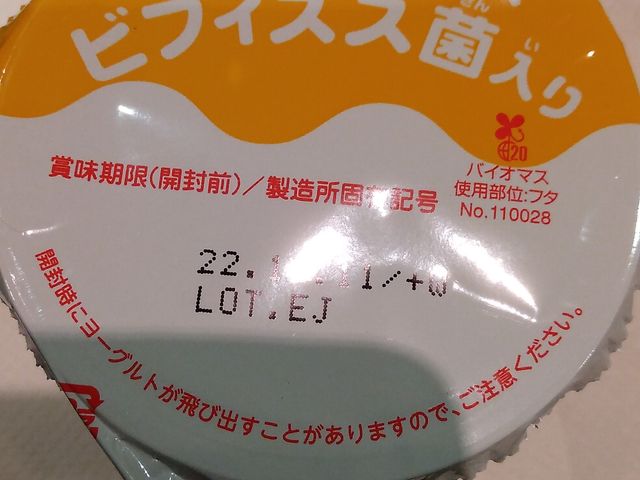 ビフィズス菌入り
20
バイオマス
使用部位:フタ
No.110028
賞味期限(開封前)/製造所固有記号
LOT.EJ
開封時にヨーグルトが飛び出すことがありますので、ご注意ください。